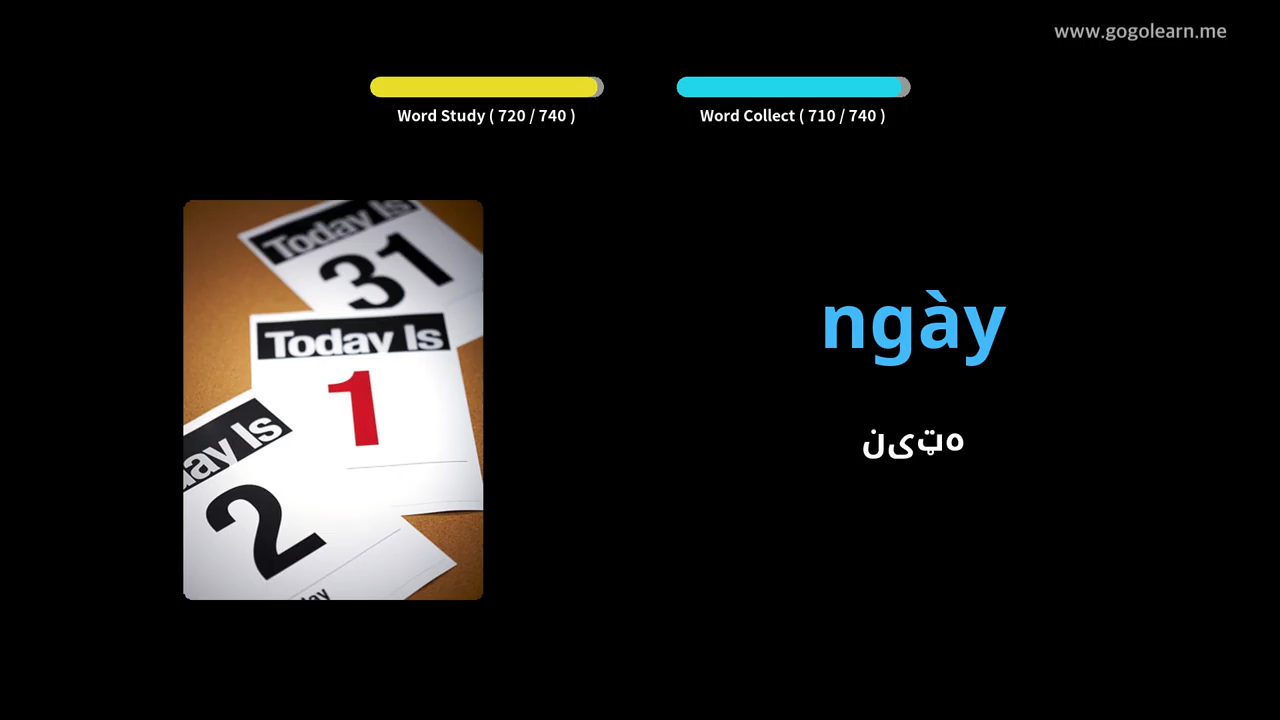 www.gogolearn.me
Word Study ( 720 / 740 )
Word Collect ( 710 / 740 )
Today Is
31
Today Is
1
ay Is
2
ngày
نیټه